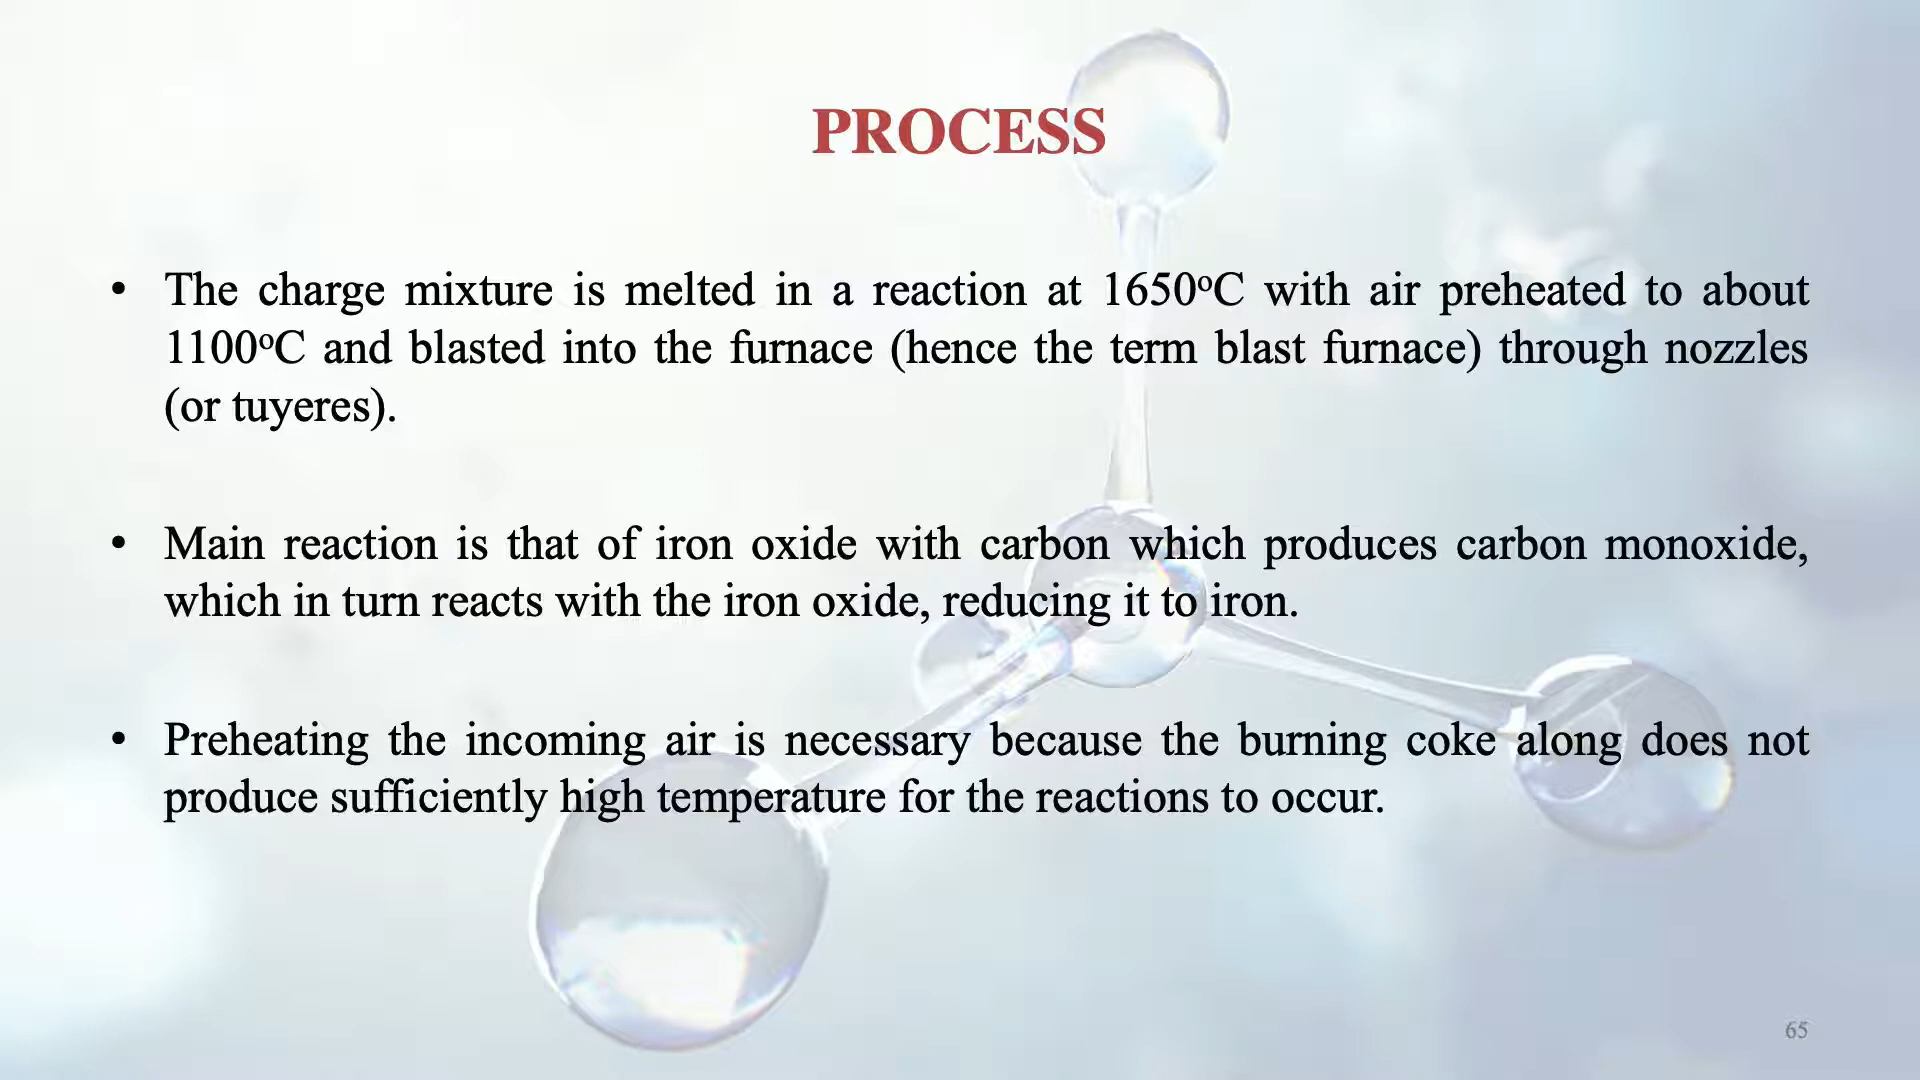 PROCESS
• The charge mixture is melted in a reaction at 1650ºC with air preheated to about
1100ºC and blasted into the furnace (hence the term blast furnace) through nozzles
(or tuyeres).
• Main reaction is that of iron oxide with carbon which produces carbon monoxide,
which in turn reacts with the iron oxide, reducing it to iron.
• Preheating the incoming air is necessary because the burning coke along does not
produce sufficiently high temperature for the reactions to occur.
65